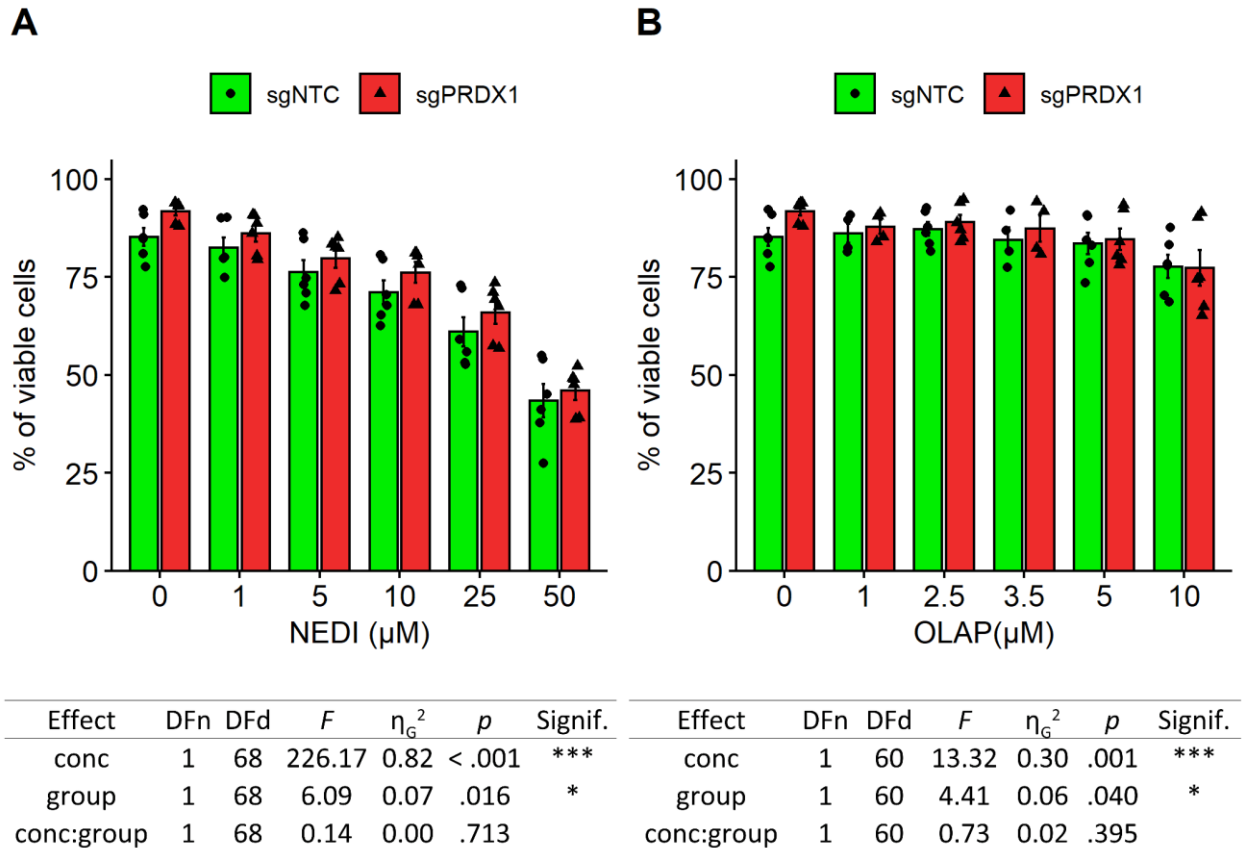 A
B
sgNTC sgPRDX1
sgNTC sgPRDX1
100
75
50
25
0
% of viable cells
0 1 5 10 25 50
NEDI (µM)
100
75
50
25
0
% of viable cells
0 1 2.5 3.5 5 10
OLAP(µM)
Effect DFn DFd F ηG² p Signif.
conc 1 68 226.17 0.82 < .001 ***
group 1 68 6.09 0.07 .016 *
conc:group 1 68 0.14 0.00 .713
Effect DFn DFd F ηG² p Signif.
conc 1 60 13.32 0.30 .001 ***
group 1 60 4.41 0.06 .040 *
conc:group 1 60 0.73 0.02 .395